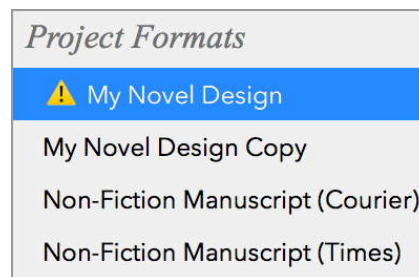 Project Formats
My Novel Design
My Novel Design Copy
Non-Fiction Manuscript (Courier)
Non-Fiction Manuscript (Times)